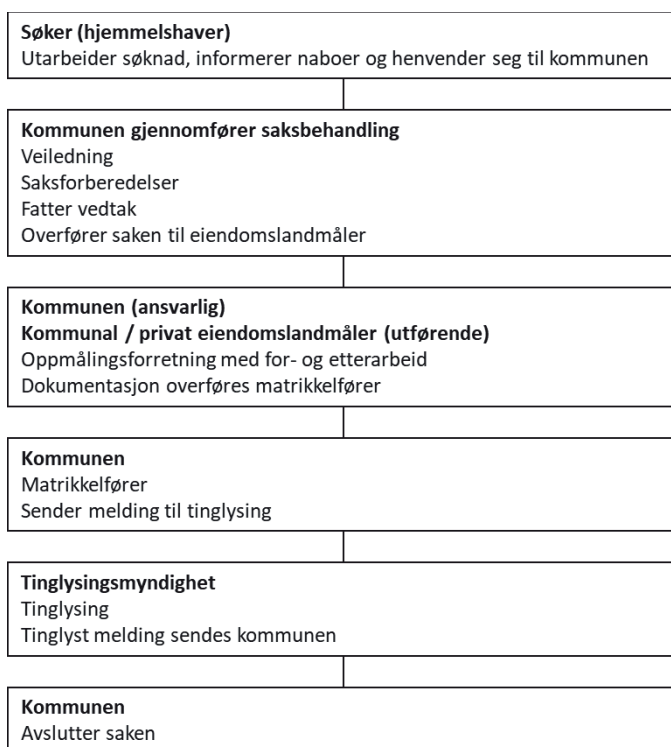 Søker (hjemmelshaver)
Utarbeider søknad, informerer naboer og henvender seg til kommunen
Kommunen gjennomfører saksbehandling
Veiledning
Saksforberedelser
Fatter vedtak
Overfører saken til eiendomslandmåler
Kommunen (ansvarlig)
Kommunal / privat eiendomslandmåler (utførende)
Oppmålingsforretning med for- og etterarbeid
Dokumentasjon overføres matrikkelfører
Kommunen
Matrikkelfører
Sender melding til tinglysing
Tinglysingsmyndighet
Tinglysing
Tinglyst melding sendes kommunen
Kommunen
Avslutter saken